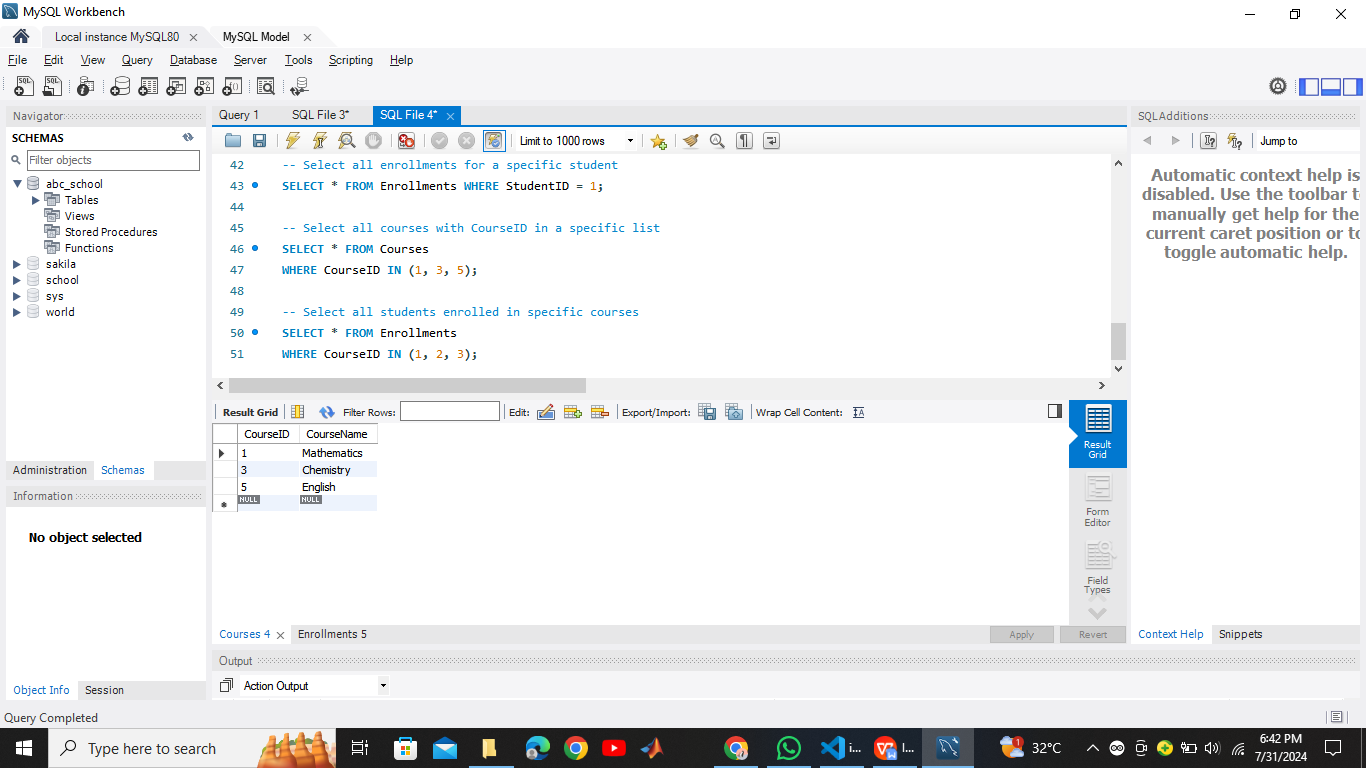 MySQL Workbench
Local instance MySQL80
MySQL Model
File Edit View Query Database Server Tools Scripting Help
Navigator
SCHEMAS
Filter objects
abc_school
Tables
Views
Stored Procedures
Functions
sakila
school
sys
world
Administration Schemas
Information
No object selected
Object Info Session
Query 1 SQL File 3* SQL File 4*
Limit to 1000 rows
42 -- Select all enrollments for a specific student
43 SELECT * FROM Enrollments WHERE StudentID = 1;
44
45 -- Select all courses with CourseID in a specific list
46 SELECT * FROM Courses
47 WHERE CourseID IN (1, 3, 5);
48
49 -- Select all students enrolled in specific courses
50 SELECT * FROM Enrollments
51 WHERE CourseID IN (1, 2, 3);
Result Grid Filter Rows: Edit: Export/Import: Wrap Cell Content:
CourseID CourseName
1 Mathematics
3 Chemistry
5 English
NULL NULL
Result
Grid
Form
Editor
Field
Types
Courses 4 Enrollments 5
Apply Revert
Output
Action Output
SQLAdditions
Jump to
Automatic context help is
disabled. Use the toolbar t
manually get help for the
current caret position or to
toggle automatic help.
Context Help Snippets
Query Completed
Type here to search
i...
I...
1
32°C
6:42 PM
7/31/2024